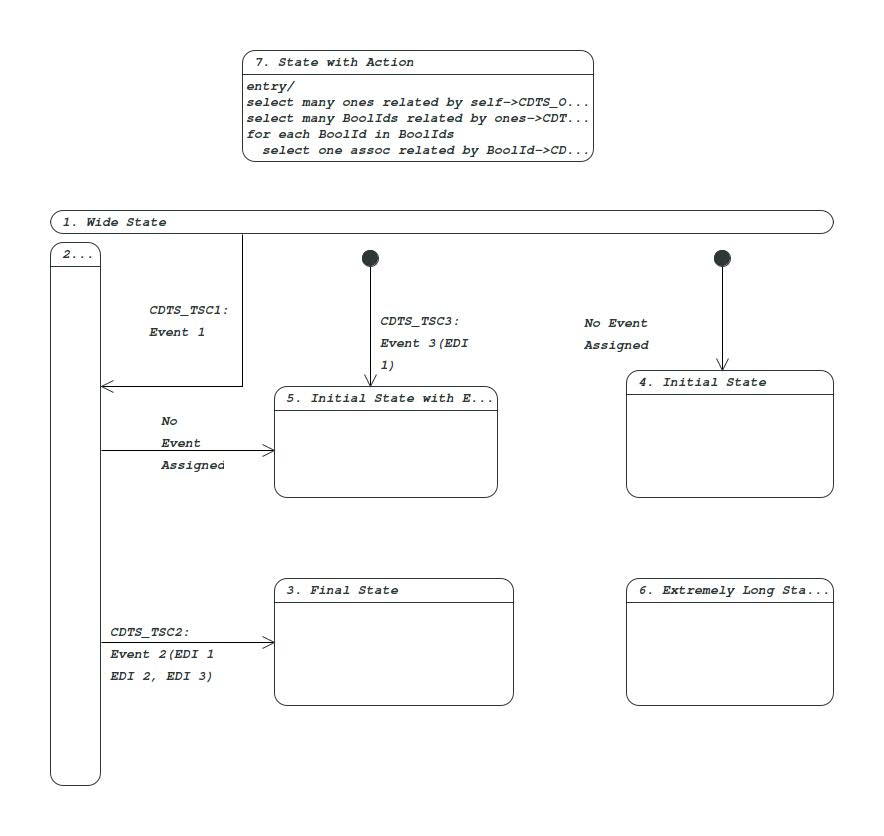 7. State with Action
entry/
select many ones related by self->CDTS_O...
select many BoolIds related by ones->CDT...
for each BoolId in BoolIds
select one assoc related by BoolId->CD...
1. Wide State
2...
CDTS_TSC1:
Event 1
CDTS_TSC3:
Event 3(EDI
1)
No Event
Assigned
5. Initial State with E...
4. Initial State
No
Event
Assigned
3. Final State
6. Extremely Long Sta...
CDTS_TSC2:
Event 2(EDI 1
EDI 2, EDI 3)